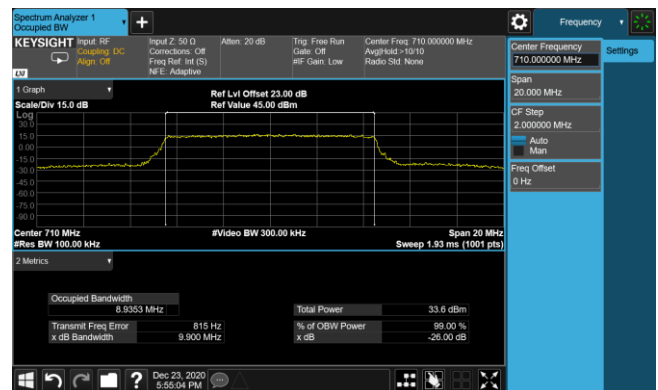 Spectrum Analyzer 1
Occupied BW
Frequency
KEYSIGHT
Input: RF
Coupling: DC
Align: Off
Input Z: 50 Ω
Corrections: Off
Freq Ref: Int (S)
NFE: Adaptive
Atten: 20 dB
Trig: Free Run
Gate: Off
#IF Gain: Low
Center Freq: 710.000000 MHz
Avg|Hold:>10/10
Radio Std: None
LXI
Center Frequency
710.000000 MHz
Settings
Span
20.000 MHz
CF Step
2.000000 MHz
Auto
Man
Freq Offset
0 Hz
1 Graph
Scale/Div 15.0 dB
Ref Lvl Offset 23.00 dB
Ref Value 45.00 dBm
Log
30.0
15.0
0.00
-15.0
-30.0
-45.0
-60.0
-75.0
-90.0
Center 710 MHz
#Video BW 300.00 kHz
Span 20 MHz
#Res BW 100.00 kHz
Sweep 1.93 ms (1001 pts)
2 Metrics
Occupied Bandwidth
8.9353 MHz
Total Power 33.6 dBm
Transmit Freq Error 815 Hz
% of OBW Power 99.00 %
x dB Bandwidth 9.900 MHz
x dB -26.00 dB
Dec 23, 2020
5:55:04 PM